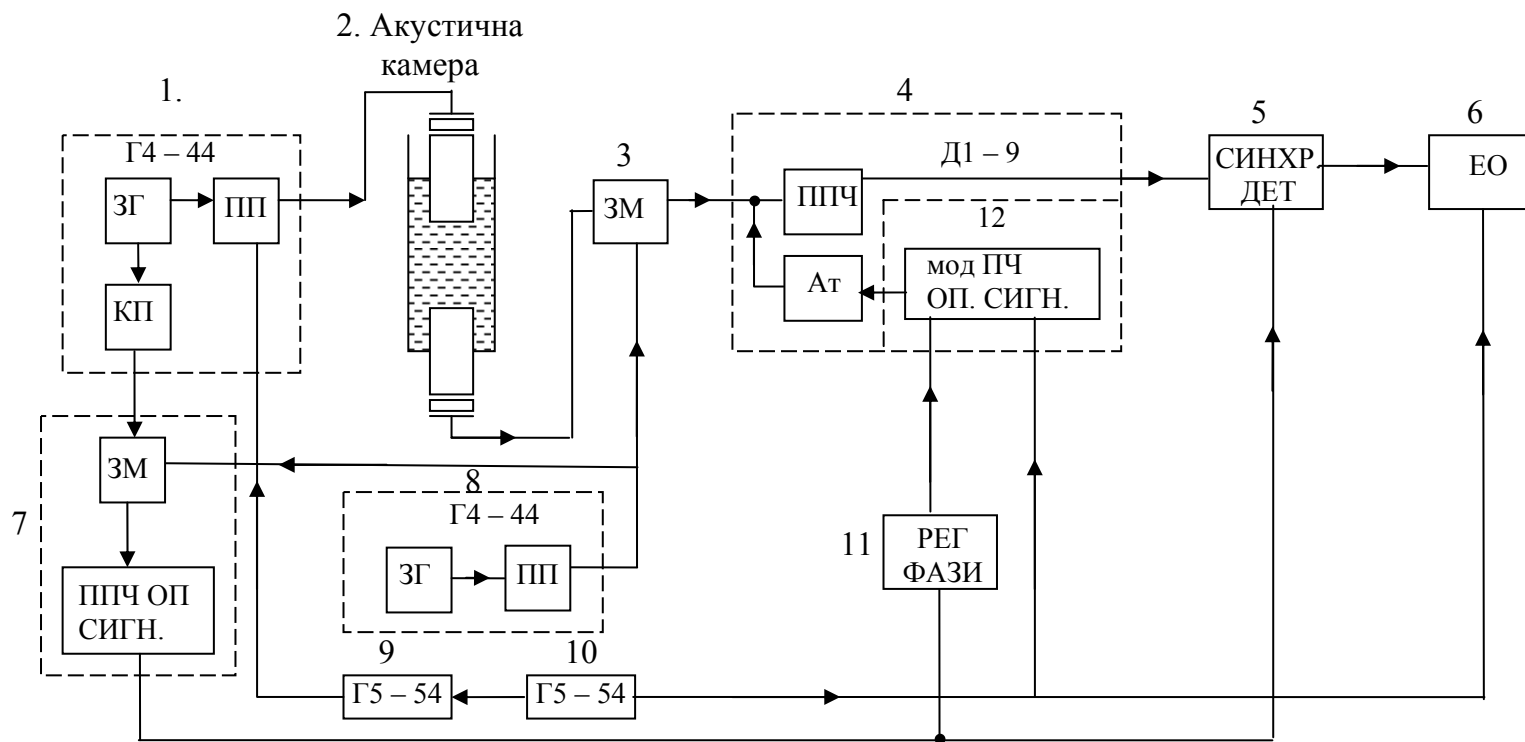 2. Акустична
камера
1.
Г4 – 44
ЗГ
ПП
КП
3
ЗМ
4
Д1 – 9
ППЧ
Ат
12
мод ПЧ
ОП. СИГН.
5
СИНХР.
ДЕТ
6
ЕО
7
ЗМ
ППЧ ОП
СИГН.
8
Г4 – 44
ЗГ
ПП
9
Г5 – 54
10
Г5 – 54
11
РЕГ
ФАЗИ